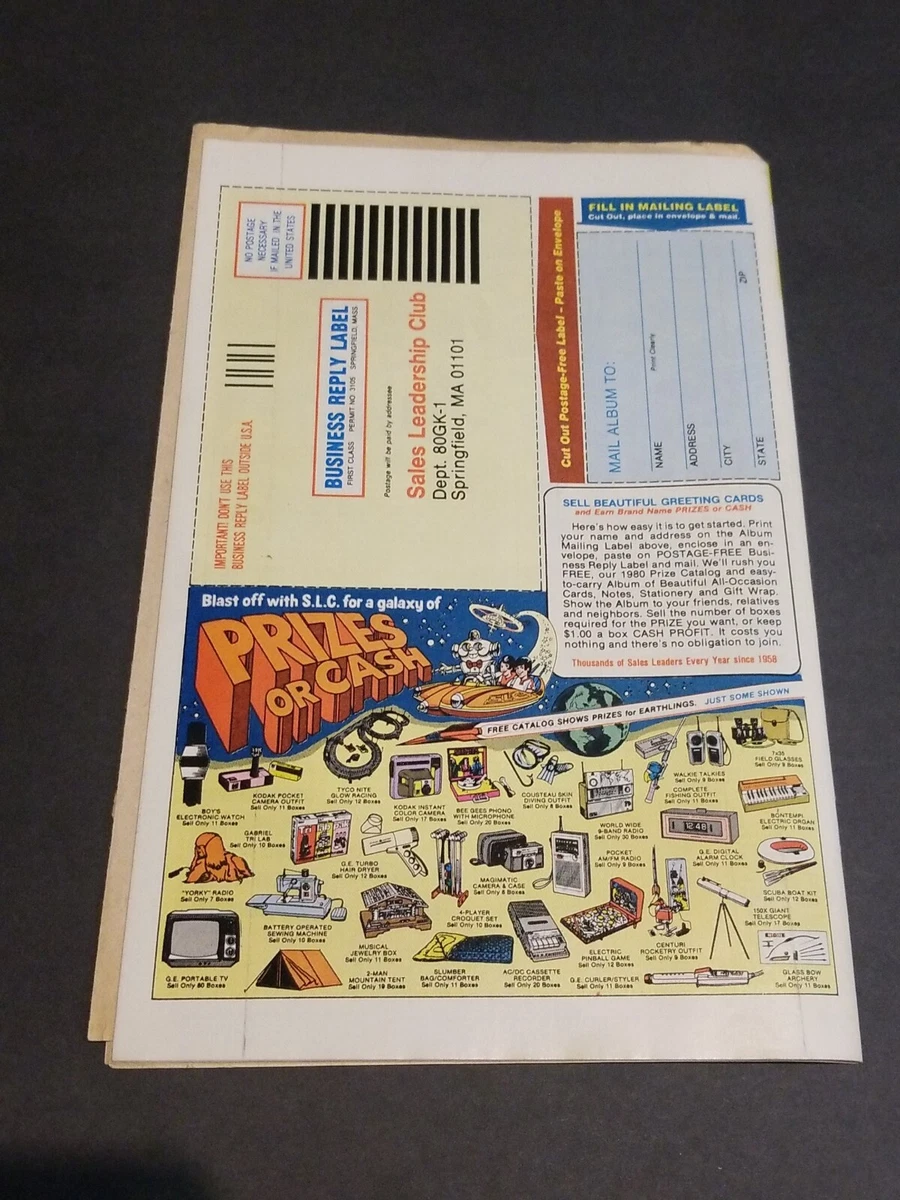 NO POSTAGE
NECESSARY
IF MAILED IN THE
UNITED STATES
IMPORTANT! DON'T USE THIS
BUSINESS REPLY LABEL OUTSIDE U.S.A.
BUSINESS REPLY LABEL
FIRST CLASS PERMIT NO. 3105 SPRINGFIELD, MASS
Postage will be paid by addressee
Sales Leadership Club
Dept. 80GK-1
Springfield, MA 01101
Cut Out Postage-Free Label - Paste on Envelope
FILL IN MAILING LABEL
Cut Out, place in envelope & mail.
MAIL ALBUM TO:
NAME
Print Clearly
ADDRESS
CITY
STATE
ZIP
SELL BEAUTIFUL GREETING CARDS
and Earn Brand Name PRIZES or CASH
Here's how easy it is to get started. Print
your name and address on the Album
Mailing Label above, enclose in an en-
velope, paste on POSTAGE-FREE Busi-
ness Reply Label and mail. We'll rush you
FREE, our 1980 Prize Catalog and easy-
to-carry Album of Beautiful All-Occasion
Cards, Notes, Stationery and Gift Wrap.
Show the Album to your friends, relatives
and neighbors. Sell the number of boxes
required for the PRIZE you want, or keep
$1.00 a box CASH PROFIT. It costs you
nothing and there's no obligation to join.
Thousands of Sales Leaders Every Year since 1958
Blast off with S.L.C. for a galaxy of
PRIZES
OR CASH
FREE CATALOG SHOWS PRIZES for EARTHLINGS. JUST SOME SHOWN
BOY'S
ELECTRONIC WATCH
Sell Only 11 Boxes
KODAK POCKET
CAMERA OUTFIT
Sell Only 11 Boxes
TYCO NITE
GLOW RACING
Sell Only 12 Boxes
KODAK INSTANT
COLOR CAMERA
Sell Only 17 Boxes
BEE GEES PHONO
WITH MICROPHONE
Sell Only 20 Boxes
COUSTEAU SKIN
DIVING OUTFIT
Sell Only 8 Boxes
WORLD WIDE
9-BAND RADIO
Sell Only 30 Boxes
COMPLETE
FISHING OUTFIT
Sell Only 11 Boxes
WALKIE TALKIES
Sell Only 9 Boxes
7x35
FIELD GLASSES
Sell Only 9 Boxes
BONTEMPI
ELECTRIC ORGAN
Sell Only 11 Boxes
GABRIEL
TRI LAB
Sell Only 10 Boxes
G.E. TURBO
HAIR DRYER
Sell Only 12 Boxes
MAGIMATIC
CAMERA & CASE
Sell Only 8 Boxes
POCKET
AM/FM RADIO
Sell Only 9 Boxes
12:48
G.E. DIGITAL
ALARM CLOCK
Sell Only 11 Boxes
SCUBA BOAT KIT
Sell Only 12 Boxes
"YORKY" RADIO
Sell Only 7 Boxes
BATTERY OPERATED
SEWING MACHINE
Sell Only 10 Boxes
MUSICAL
JEWELRY BOX
Sell Only 11 Boxes
4-PLAYER
CROQUET SET
Sell Only 10 Boxes
ELECTRIC
PINBALL GAME
Sell Only 12 Boxes
CENTURI
ROCKETRY OUTFIT
Sell Only 9 Boxes
150X GIANT
TELESCOPE
Sell Only 17 Boxes
G.E. PORTABLE TV
Sell Only 80 Boxes
2-MAN
MOUNTAIN TENT
Sell Only 19 Boxes
SLUMBER
BAG/COMFORTER
Sell Only 11 Boxes
AC/DC CASSETTE
RECORDER
Sell Only 20 Boxes
G.E. CURLER/STYLER
Sell Only 11 Boxes
GLASS BOW
ARCHERY
Sell Only 11 Boxes